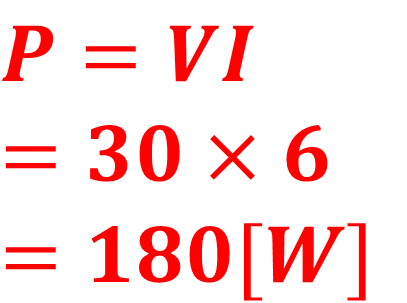 P = VI
= 30 × 6
= 180[W]